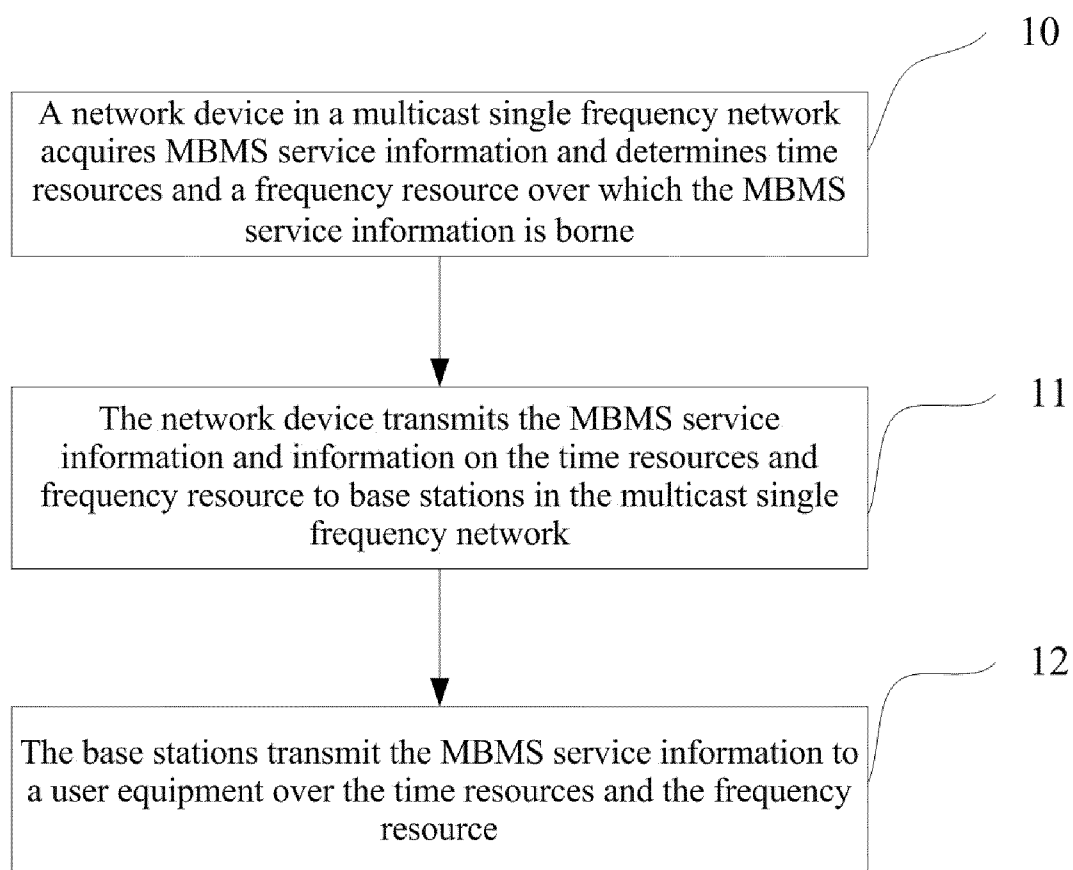 10
A network device in a multicast single frequency network
acquires MBMS service information and determines time
resources and a frequency resource over which the MBMS
service information is borne
11
The network device transmits the MBMS service
information and information on the time resources and
frequency resource to base stations in the multicast single
frequency network
12
The base stations transmit the MBMS service information to
a user equipment over the time resources and the frequency
resource